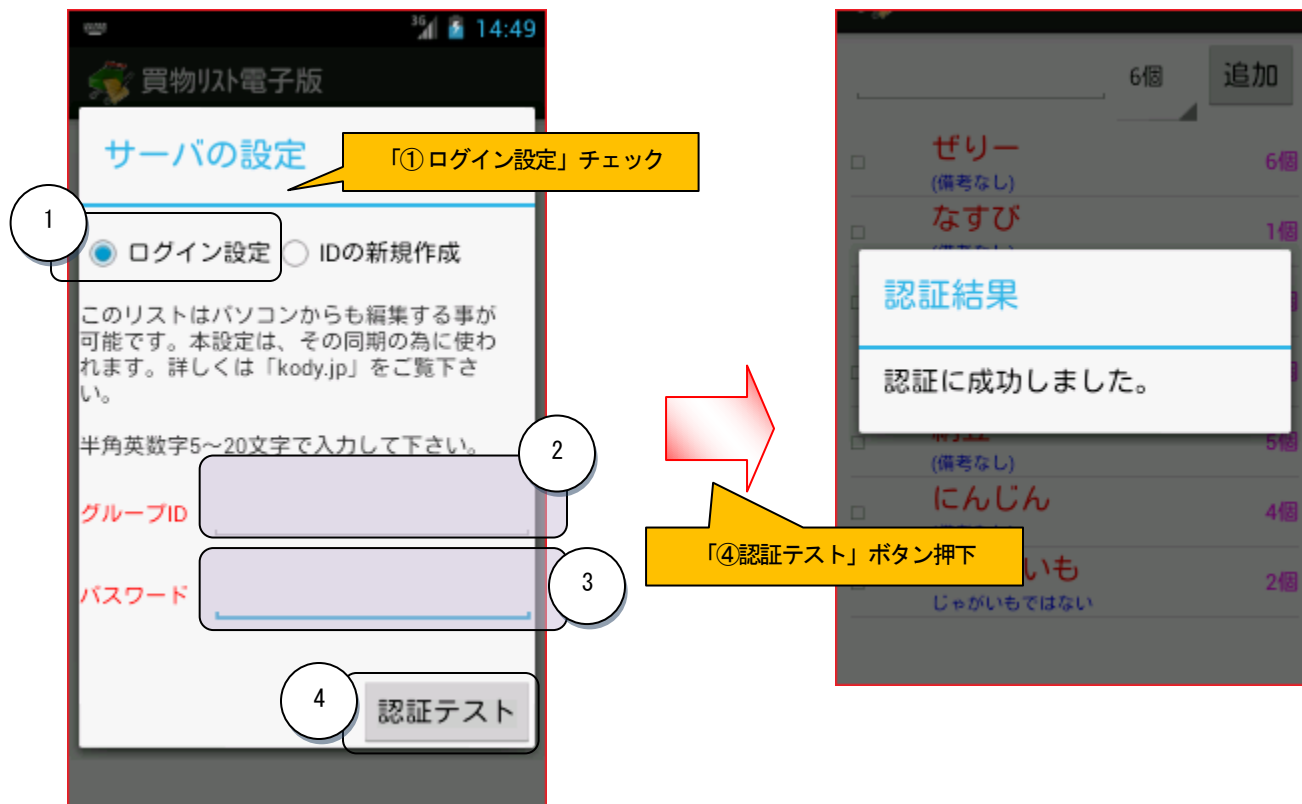 3G 14:49
買物リスト電子版
サーバの設定
「① ログイン設定」チェック
1
ログイン設定 IDの新規作成
このリストはパソコンからも編集する事が
可能です。本設定は、その同期の為に使わ
れます。詳しくは「kody.jp」をご覧下さ
い。
半角英数字5～20文字で入力して下さい。
2
グループID
3
パスワード
4
認証テスト
「④認証テスト」ボタン押下
6個 追加
ぜりー 6個
(備考なし)
なすび 1個
認証結果
認証に成功しました。
5個
(備考なし)
にんじん 4個
いも 2個
じゃがいもではない